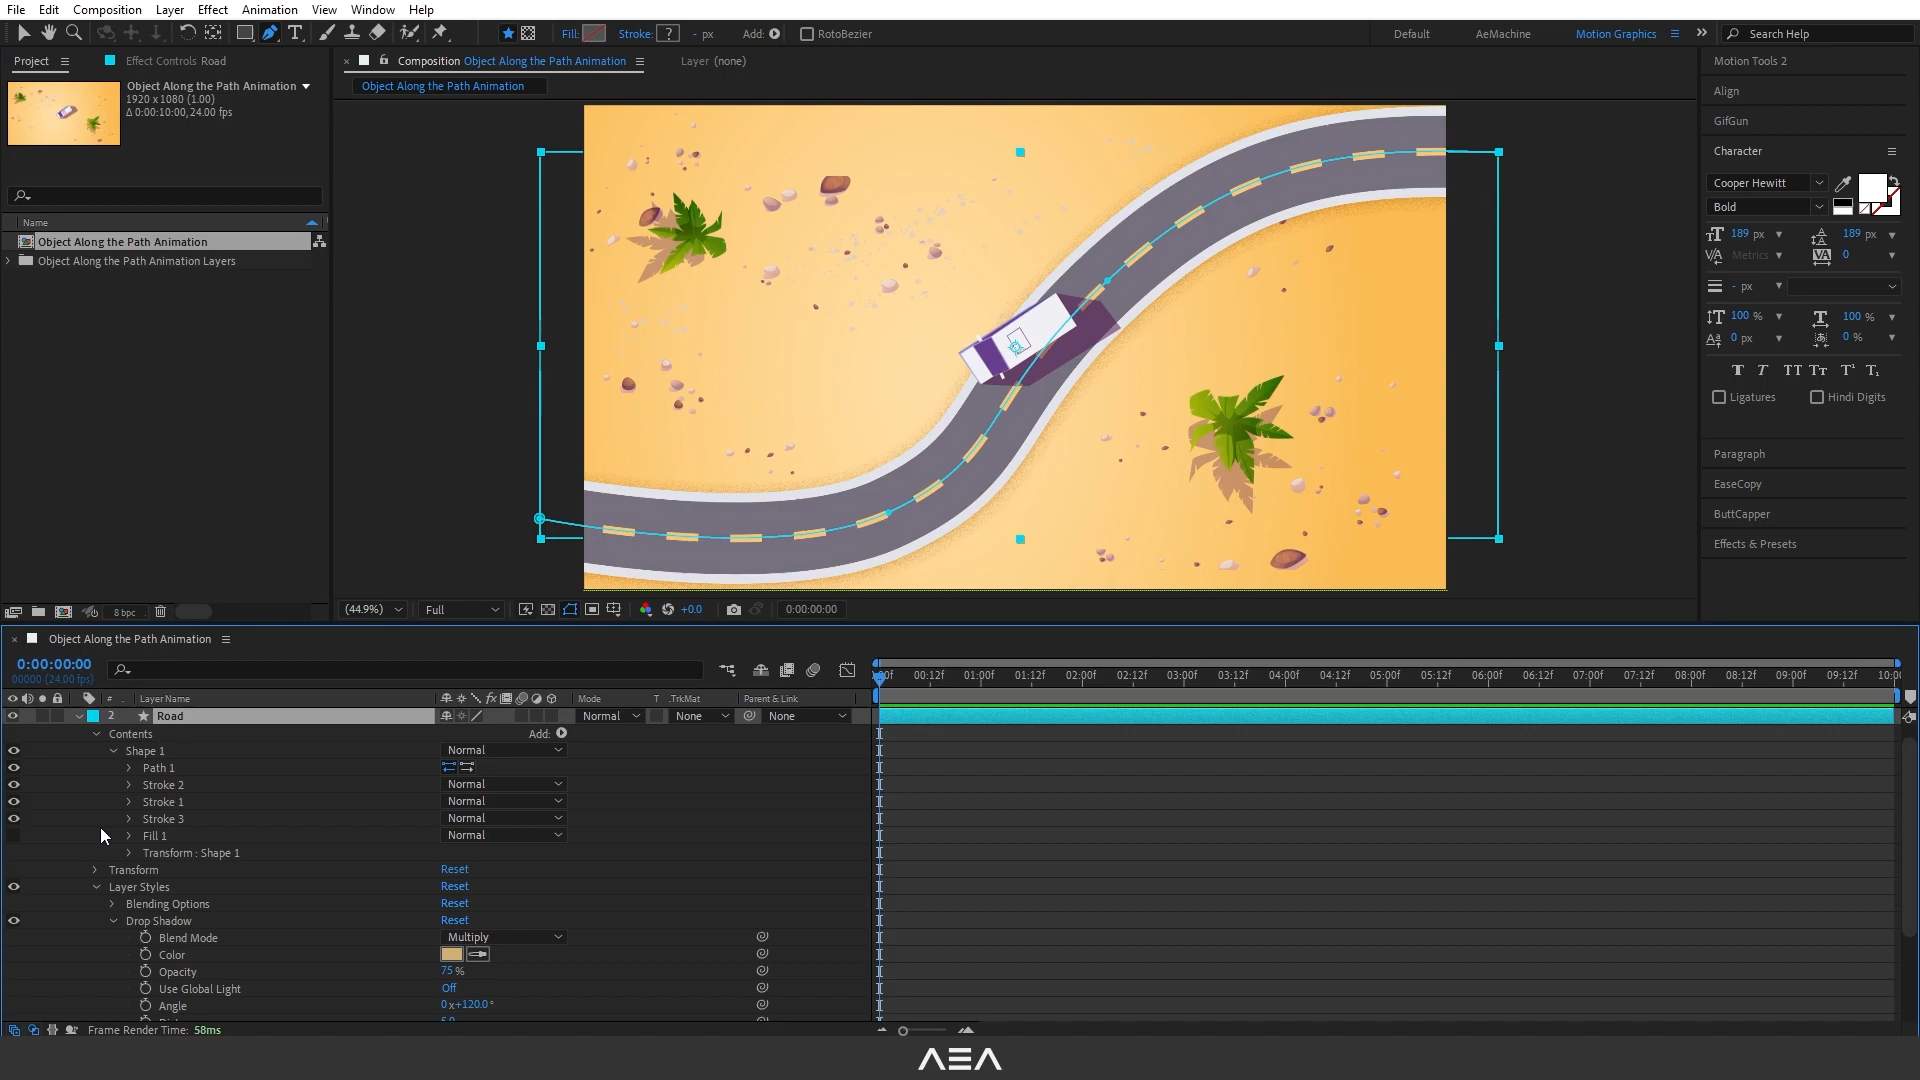 File Edit Composition Layer Effect Animation View Window Help
Fill: Stroke: ? - px Add: RotoBezier Default AeMachine Motion Graphics Search Help
Project Effect Controls Road
Composition Object Along the Path Animation Layer (none)
Object Along the Path Animation
Object Along the Path Animation
1920 x 1080 (1.00)
Δ 0:00:10:00, 24.00 fps
Name
Object Along the Path Animation
Object Along the Path Animation Layers
8 bpc
(44.9%) Full +0.0 0:00:00:00
Motion Tools 2
Align
GifGun
Character
Cooper Hewitt
Bold
189 px 189 px
Metrics 0
- px
100 % 100 %
0 px 0 %
T T TT Tt T¹ T₁
Ligatures Hindi Digits
Paragraph
EaseCopy
ButtCapper
Effects & Presets
Object Along the Path Animation
0:00:00:00
00000 (24.00 fps)
00f 00:12f 01:00f 01:12f 02:00f 02:12f 03:00f 03:12f 04:00f 04:12f 05:00f 05:12f 06:00f 06:12f 07:00f 07:12f 08:00f 08:12f 09:00f 09:12f 10:00
# Layer Name Mode T .TrkMat Parent & Link
2 Road Normal None None
Contents Add:
Shape 1 Normal
Path 1
Stroke 2 Normal
Stroke 1 Normal
Stroke 3 Normal
Fill 1 Normal
Transform : Shape 1
Transform Reset
Layer Styles Reset
Blending Options Reset
Drop Shadow Reset
Blend Mode Multiply
Color
Opacity 75 %
Use Global Light Off
Angle 0 x +120.0 °
Frame Render Time: 58ms
AEA